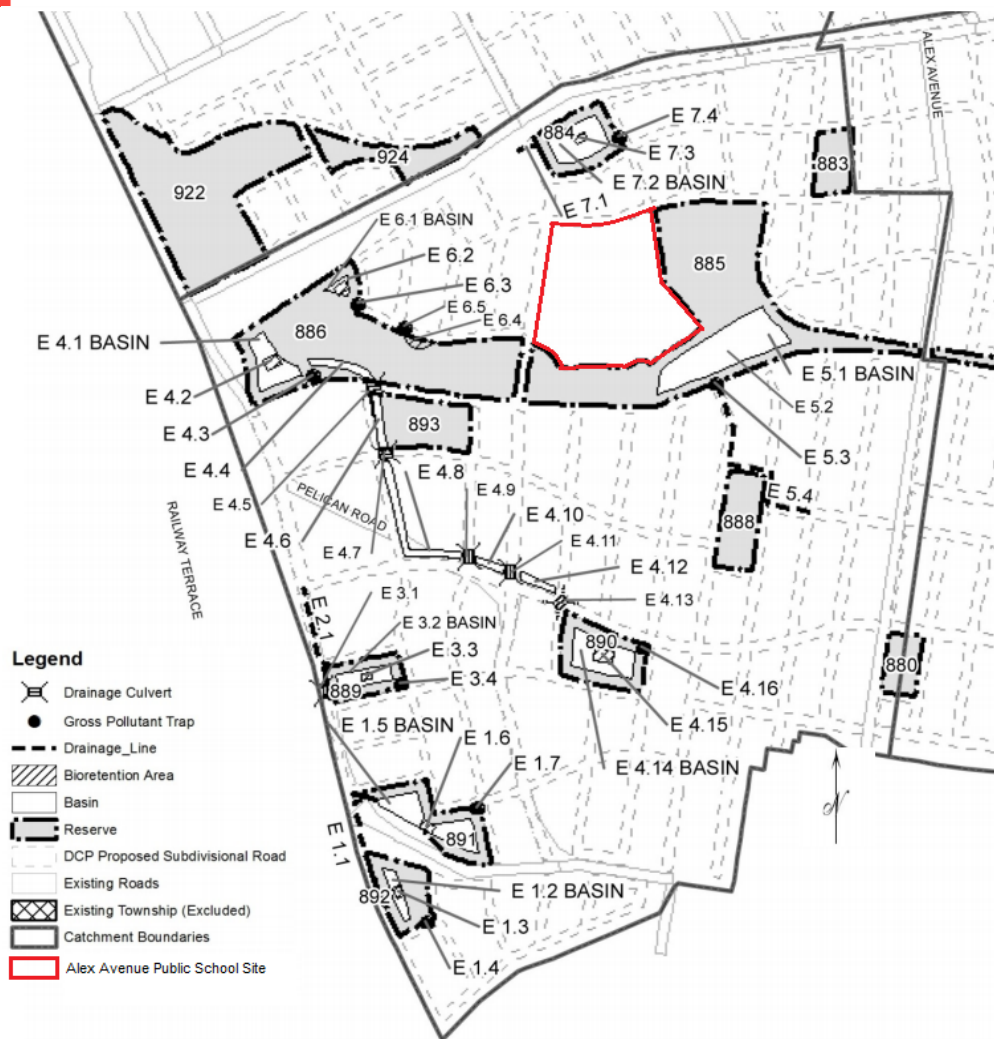 ALEX AVENUE
884
E 7.4
E 7.3
E 7.2 BASIN
E 7.1
883
924
922
885
E 6.1 BASIN
E 6.2
E 6.3
E 6.5
E 6.4
886
E 4.1 BASIN
E 4.2
E 4.3
E 4.4
E 4.5
E 4.6
E 4.7
893
E 5.1 BASIN
E 5.2
E 5.3
E 5.4
888
E 4.8
E 4.9
E 4.10
E 4.11
E 4.12
E 4.13
PELICAN ROAD
RAILWAY TERRACE
E 2.1
E 3.1
E 3.2 BASIN
E 3.3
E 3.4
889
890
E 4.16
E 4.15
E 4.14 BASIN
880
E 1.5 BASIN
E 1.6
E 1.7
891
E 1.1
892
E 1.2 BASIN
E 1.3
E 1.4
N
Legend
Drainage Culvert
Gross Pollutant Trap
Drainage_Line
Bioretention Area
Basin
Reserve
DCP Proposed Subdivisional Road
Existing Roads
Existing Township (Excluded)
Catchment Boundaries
Alex Avenue Public School Site